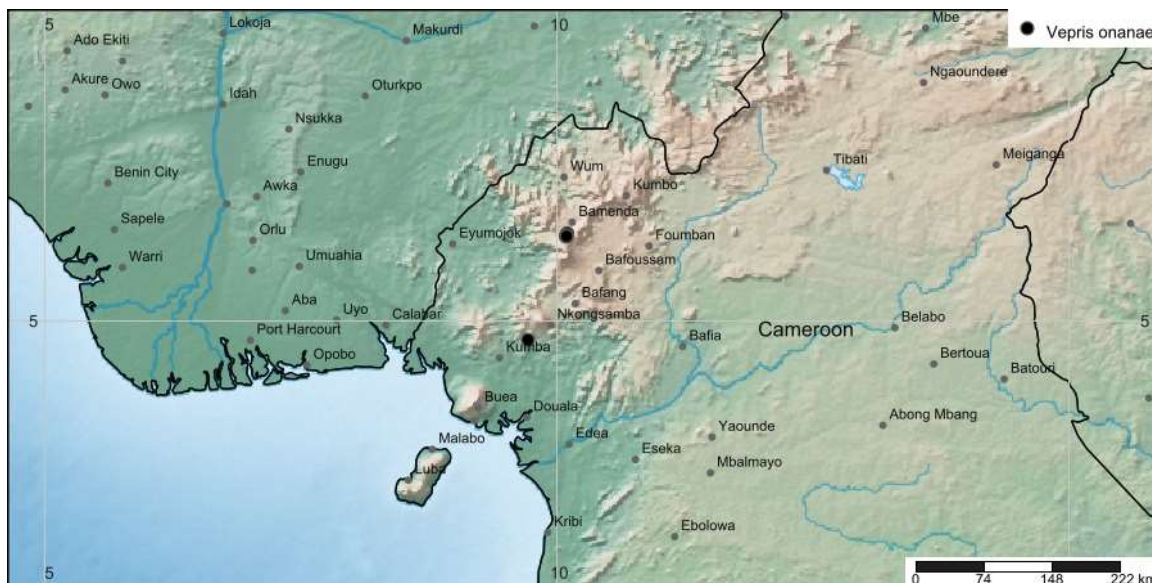 5
Lokoja
Makurdi
10
Mbe
Vepris onanae
Ado Ekiti
Akure
Owo
Idah
Oturkpo
Ngaoundere
Nsukka
Enugu
Benin City
Awka
Wum
Kumbo
Tibati
Meiganga
Sapele
Orlu
Bamenda
Eyumojok
Foumban
Warri
Umuahia
Bafoussam
Aba
Uyo
Calabar
Bafang
Nkongsamba
5
Port Harcourt
Cameroon
Belabo
5
Opobo
Kumba
Bafia
Bertoua
Batouri
Buea
Douala
Abong Mbang
Malabo
Edea
Yaounde
Eseka
Mbalmayo
Luba
Kribi
Ebolowa
5
10
0 74 148 222 km